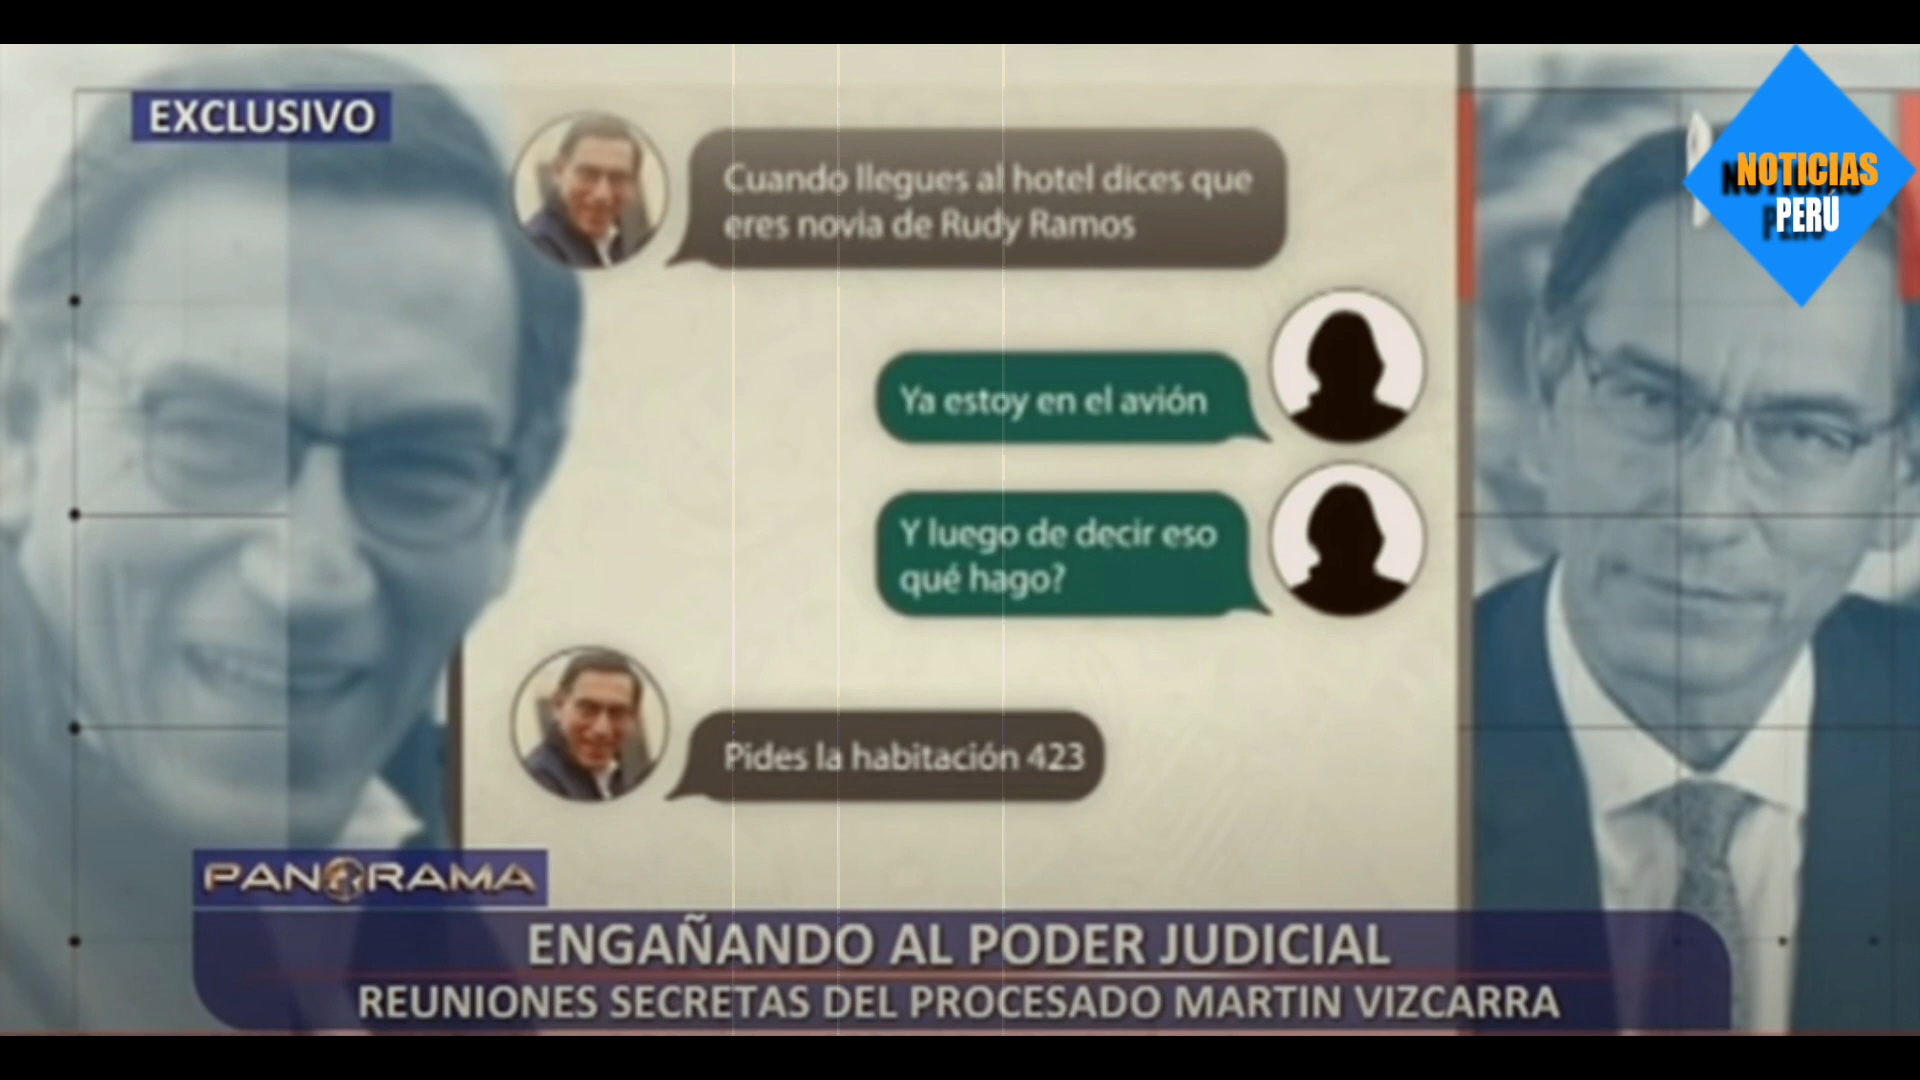 EXCLUSIVO
NOTICIAS
PERÚ
Cuando llegues al hotel dices que
eres novia de Rudy Ramos
Ya estoy en el avión
Y luego de decir eso
qué hago?
Pides la habitación 423
PANORAMA
ENGAÑANDO AL PODER JUDICIAL
REUNIONES SECRETAS DEL PROCESADO MARTIN VIZCARRA